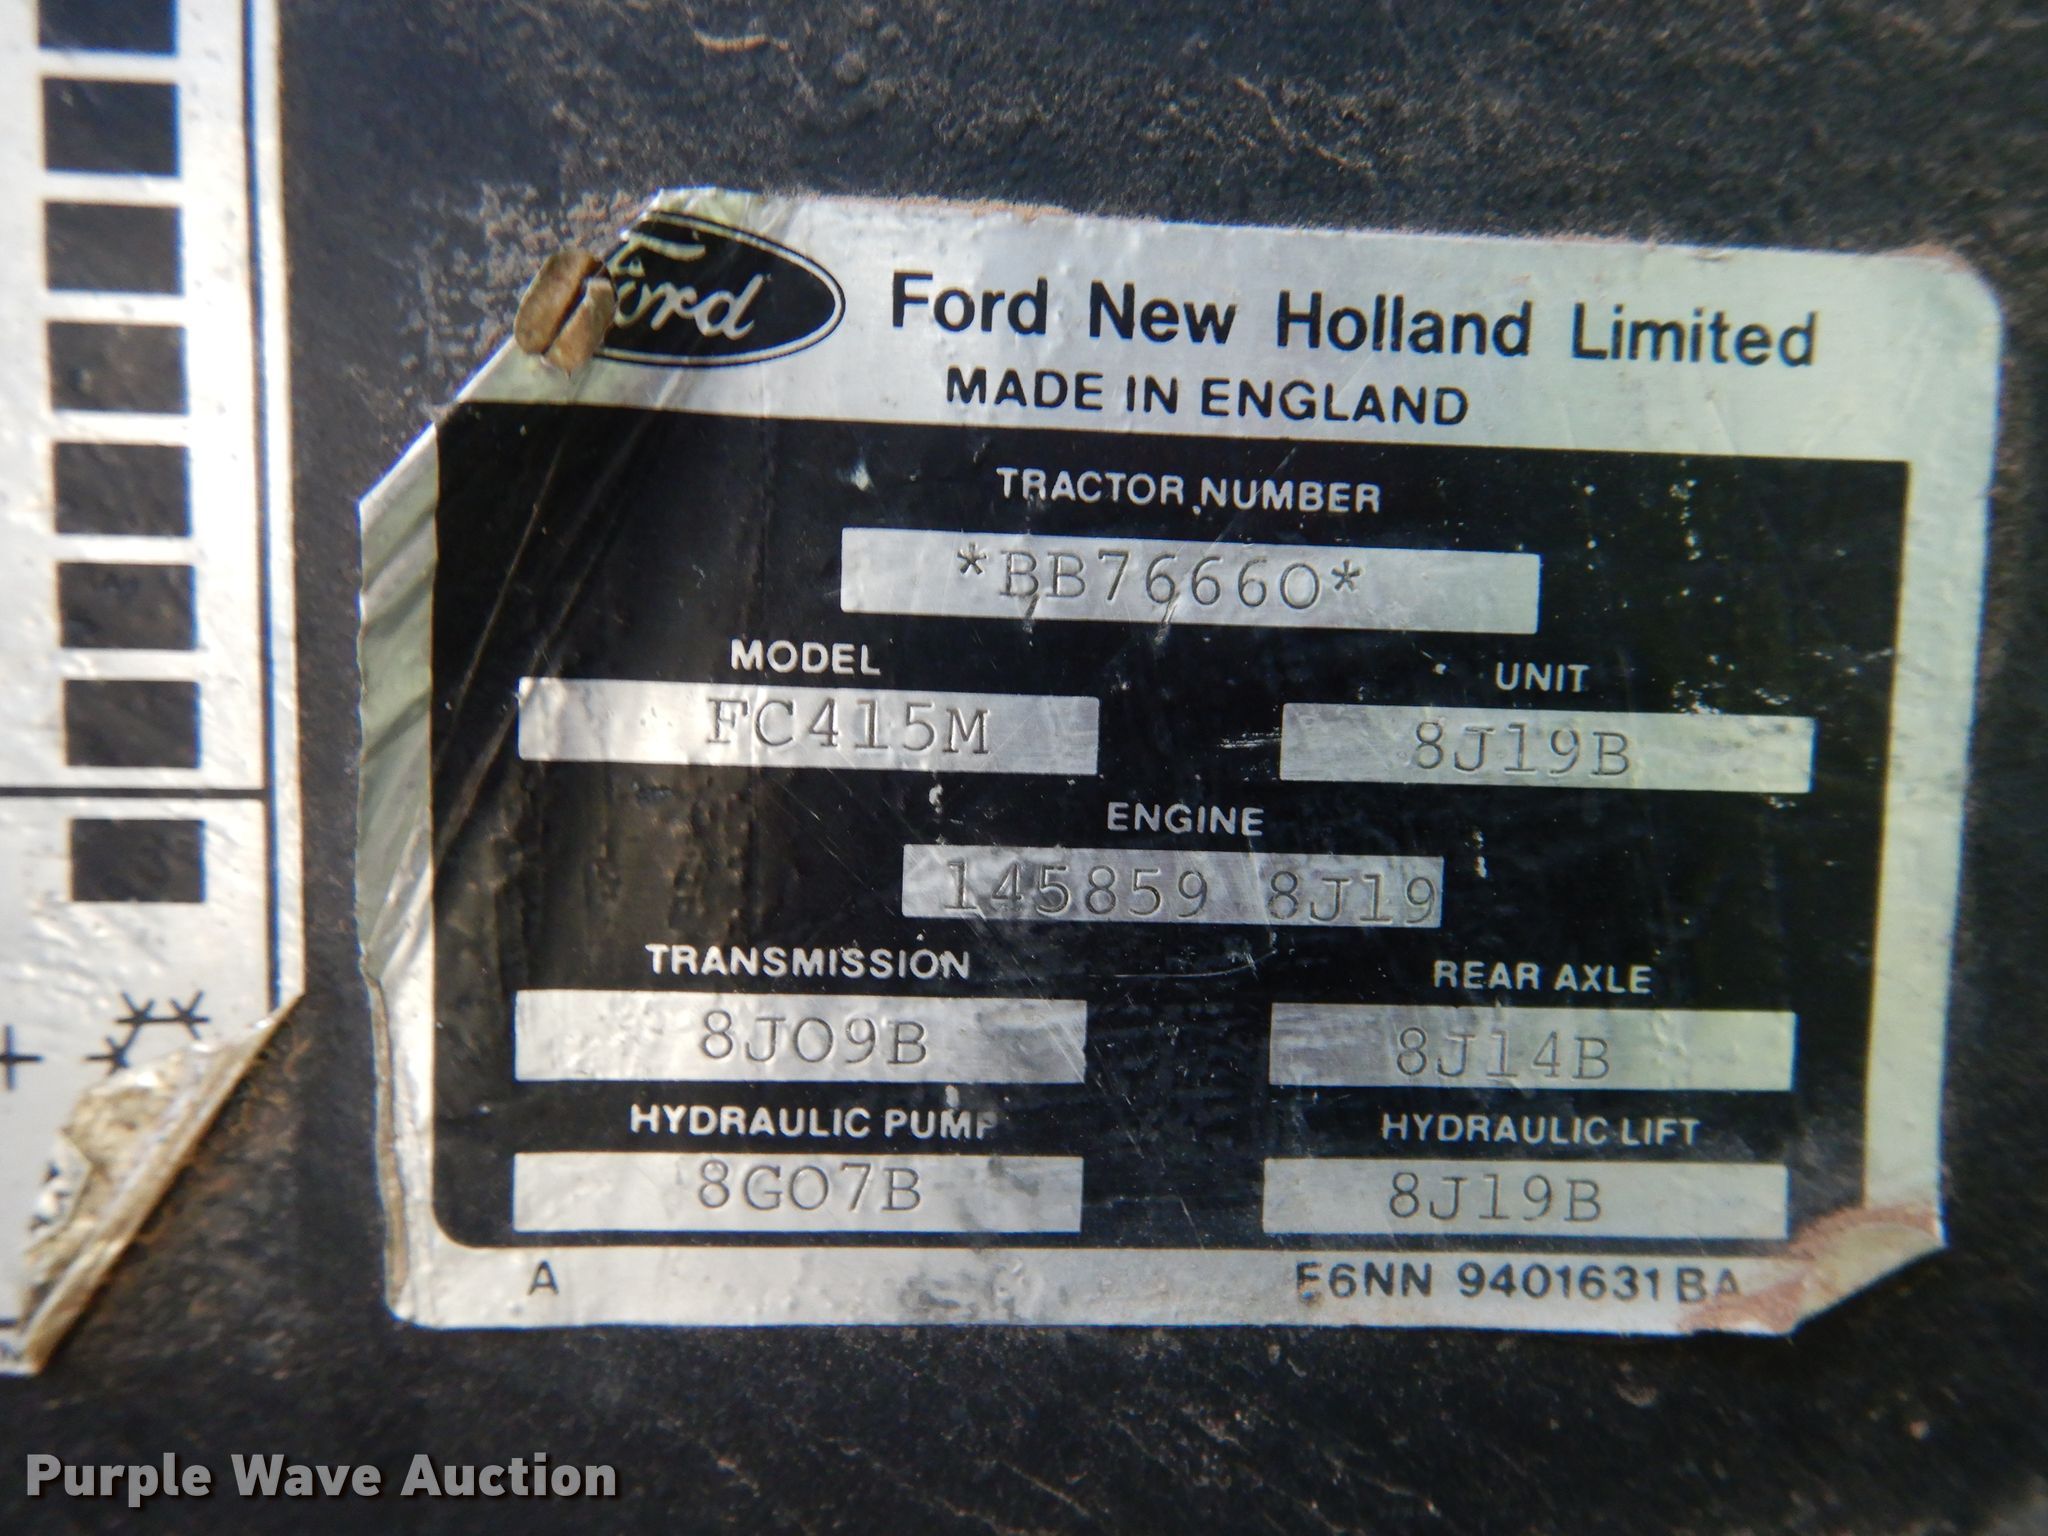 Ford
Ford New Holland Limited
MADE IN ENGLAND
TRACTOR NUMBER
*BB76660*
MODEL UNIT
FC415M 8J19B
ENGINE
145859 8J19
TRANSMISSION REAR AXLE
8J09B 8J14B
HYDRAULIC PUMP HYDRAULIC LIFT
8G07B 8J19B
A E6NN 9401631BA
Purple Wave Auction